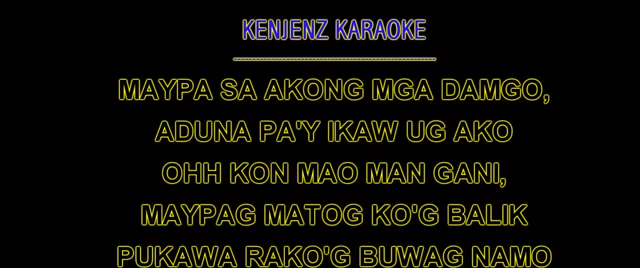 KENJENZ KARAOKE
MAYPA SA AKONG MGA DAMGO,
ADUNA PA'Y IKAW UG AKO
OHH KON MAO MAN GANI,
MAYPAG MATOG KO'G BALIK
PUKAWA RAKO'G BUWAG NAMO